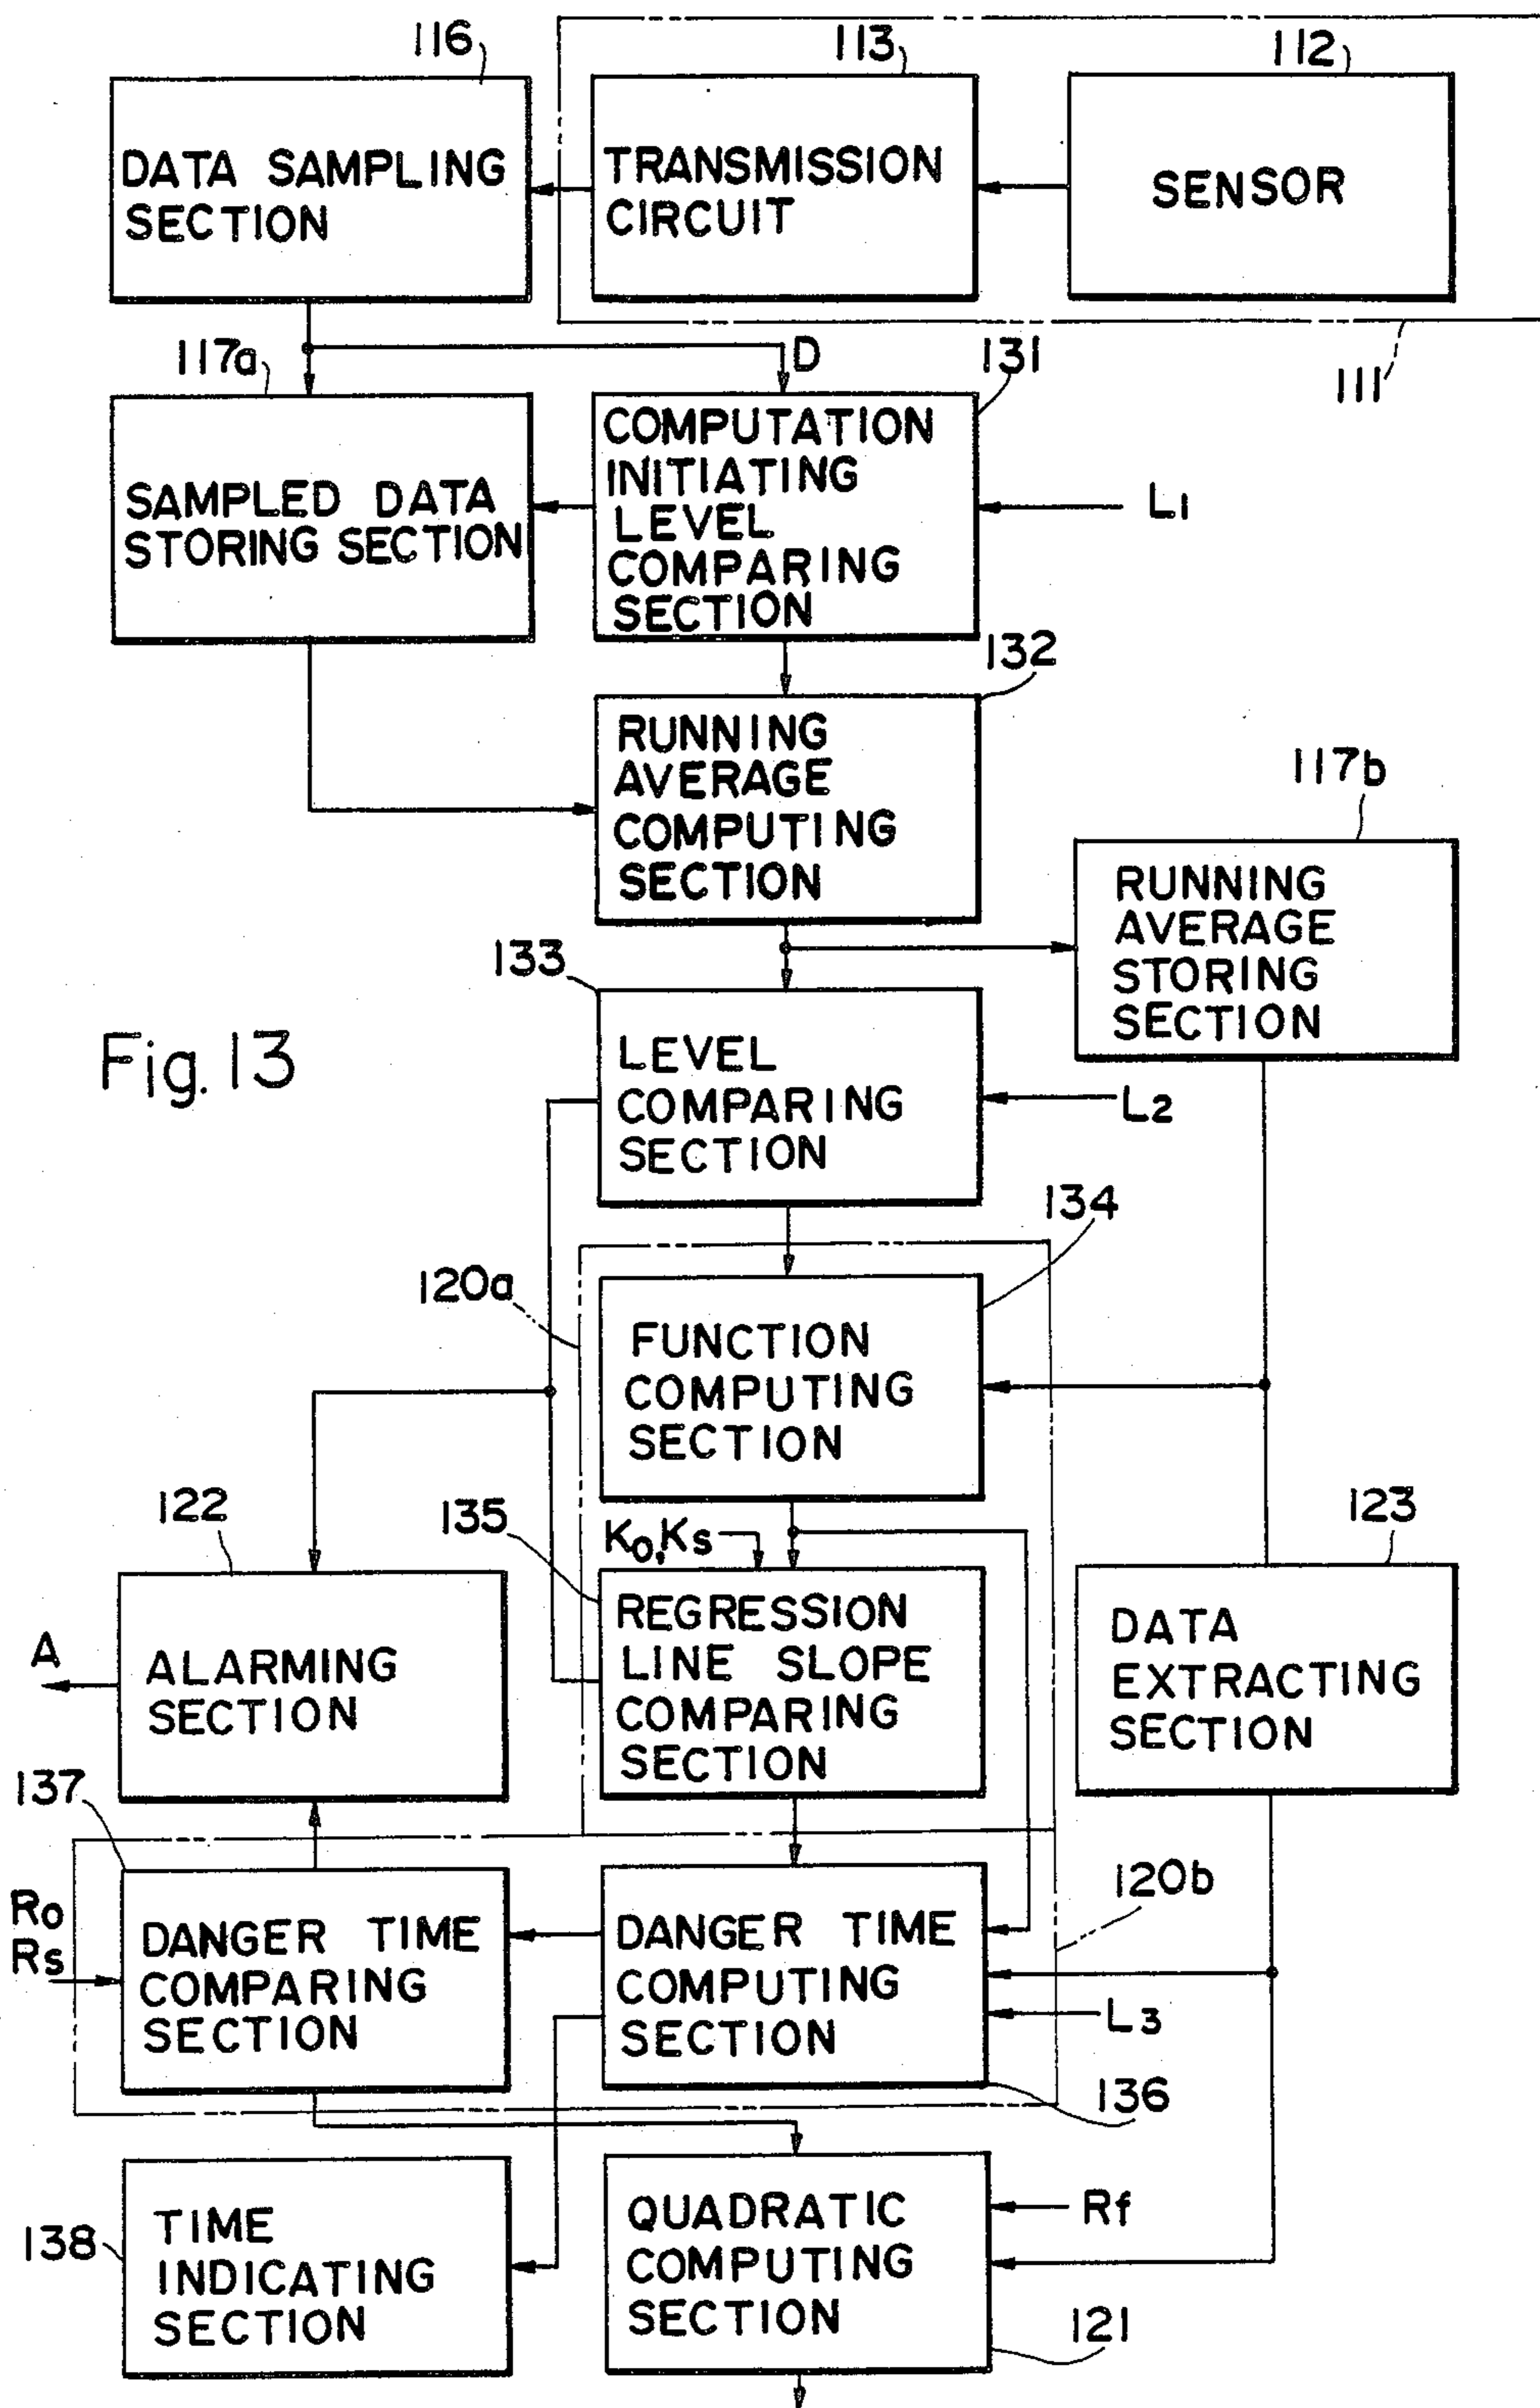 116
113
112
DATA SAMPLING
SECTION
TRANSMISSION
CIRCUIT
SENSOR
117a
D
131
111
SAMPLED DATA
STORING SECTION
COMPUTATION
INITIATING
LEVEL
COMPARING
SECTION
L1
132
RUNNING
AVERAGE
COMPUTING
SECTION
117b
RUNNING
AVERAGE
STORING
SECTION
133
Fig. 13
LEVEL
COMPARING
SECTION
L2
134
120a
FUNCTION
COMPUTING
SECTION
122
135
Ko,Ks
123
A
ALARMING
SECTION
REGRESSION
LINE SLOPE
COMPARING
SECTION
DATA
EXTRACTING
SECTION
137
120b
Ro
Rs
DANGER TIME
COMPARING
SECTION
DANGER TIME
COMPUTING
SECTION
L3
136
138
TIME
INDICATING
SECTION
QUADRATIC
COMPUTING
SECTION
Rf
121